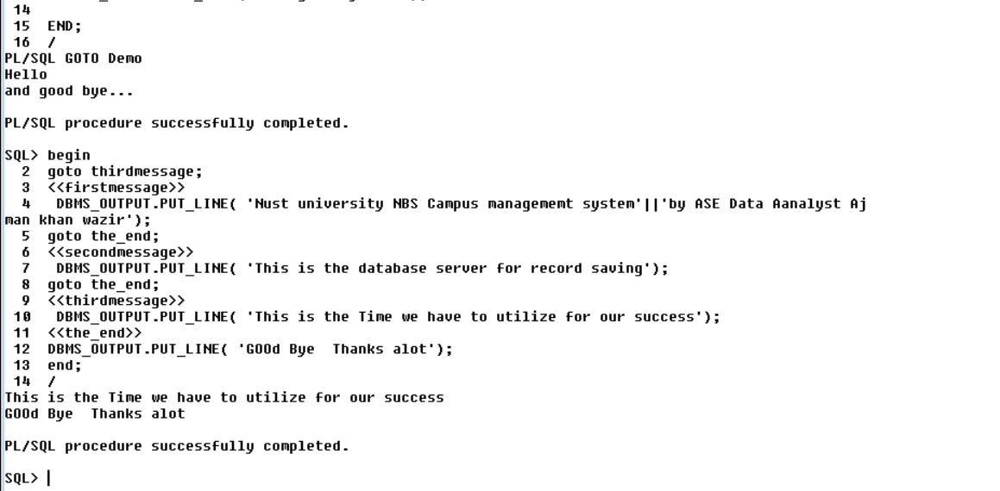 14
15  END;
16  /
PL/SQL GOTO Demo
Hello
and good bye...
PL/SQL procedure successfully completed.
SQL> begin
  2  goto thirdmessage;
  3  <<firstmessage>>
  4   DBMS_OUTPUT.PUT_LINE( 'Nust university NBS Campus managememt system'||'by ASE Data Aanalyst Aj
man khan wazir');
  5  goto the_end;
  6  <<secondmessage>>
  7   DBMS_OUTPUT.PUT_LINE( 'This is the database server for record saving');
  8  goto the_end;
  9  <<thirdmessage>>
 10   DBMS_OUTPUT.PUT_LINE( 'This is the Time we have to utilize for our success');
 11  <<the_end>>
 12  DBMS_OUTPUT.PUT_LINE( 'GOOd Bye  Thanks alot');
 13  end;
 14  /
This is the Time we have to utilize for our success
GOOd Bye  Thanks alot
PL/SQL procedure successfully completed.
SQL>